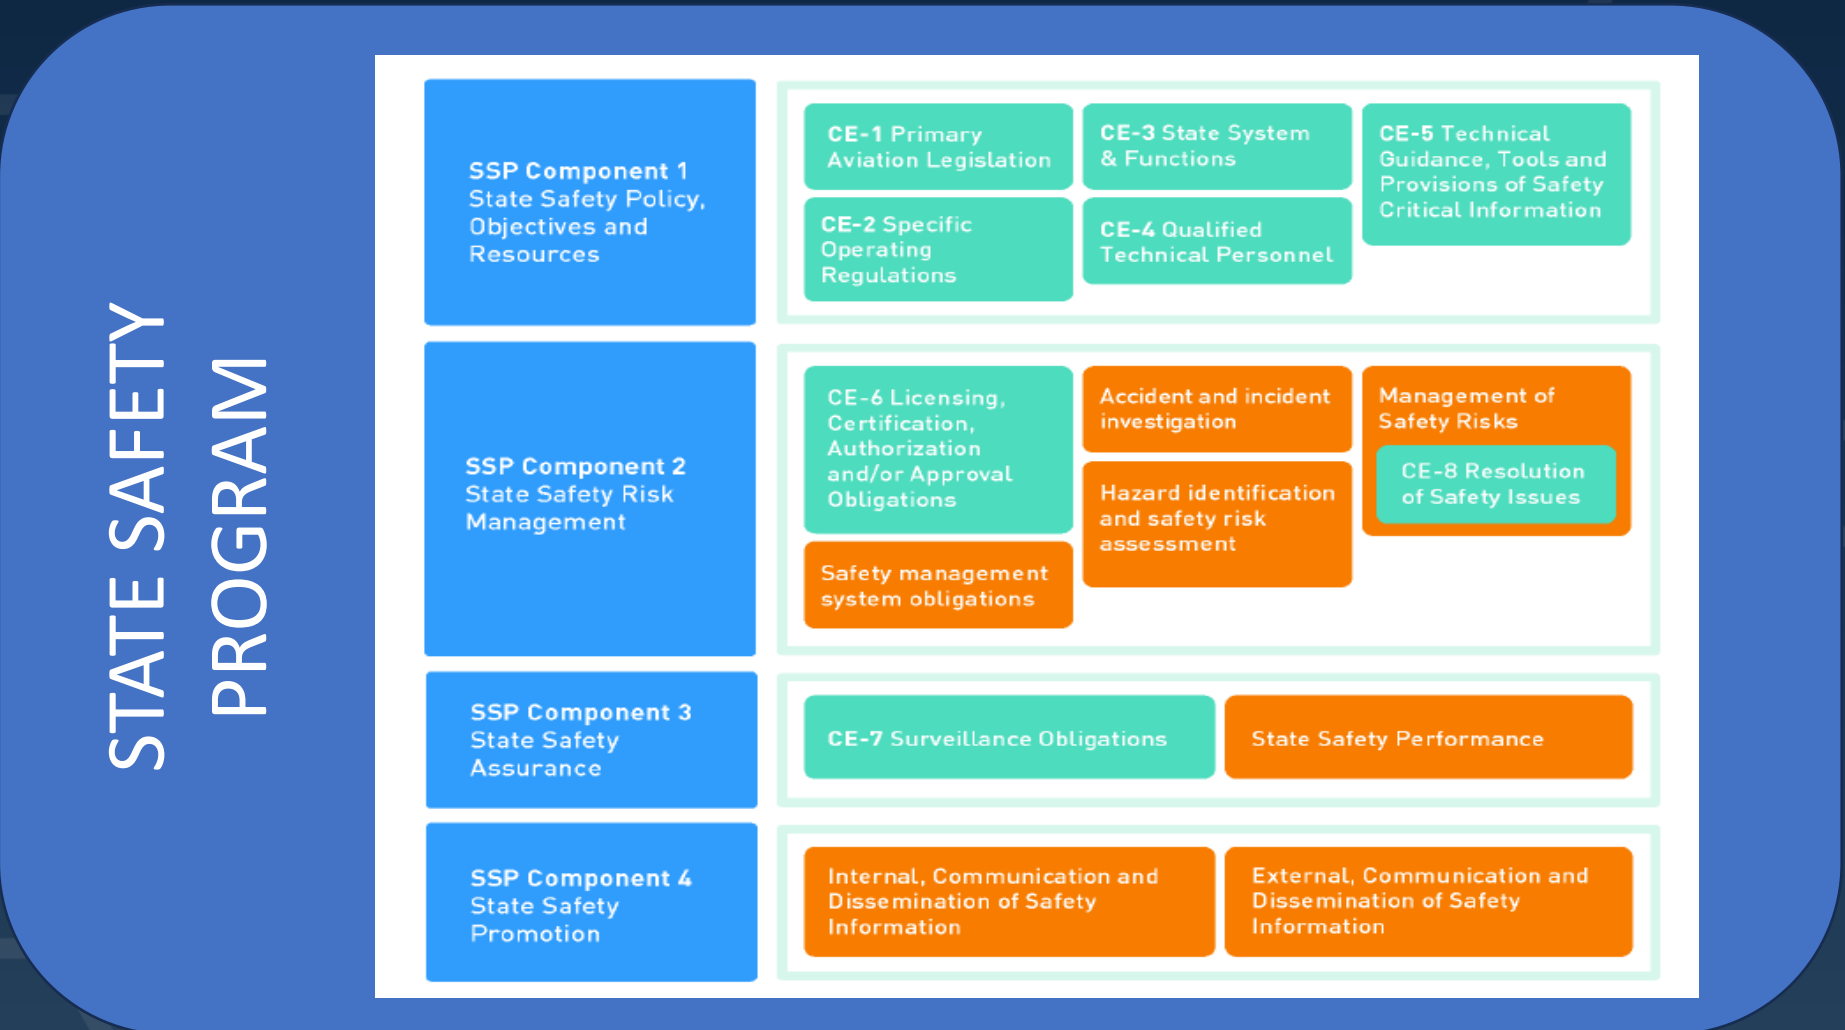 STATE SAFETY
PROGRAM
SSP Component 1
State Safety Policy,
Objectives and
Resources
CE-1 Primary
Aviation Legislation
CE-2 Specific
Operating
Regulations
CE-3 State System
& Functions
CE-4 Qualified
Technical Personnel
CE-5 Technical
Guidance, Tools and
Provisions of Safety
Critical Information
SSP Component 2
State Safety Risk
Management
CE-6 Licensing,
Certification,
Authorization
and/or Approval
Obligations
Safety management
system obligations
Accident and incident
investigation
Hazard identification
and safety risk
assessment
Management of
Safety Risks
CE-8 Resolution
of Safety Issues
SSP Component 3
State Safety
Assurance
CE-7 Surveillance Obligations
State Safety Performance
SSP Component 4
State Safety
Promotion
Internal, Communication and
Dissemination of Safety
Information
External, Communication and
Dissemination of Safety
Information